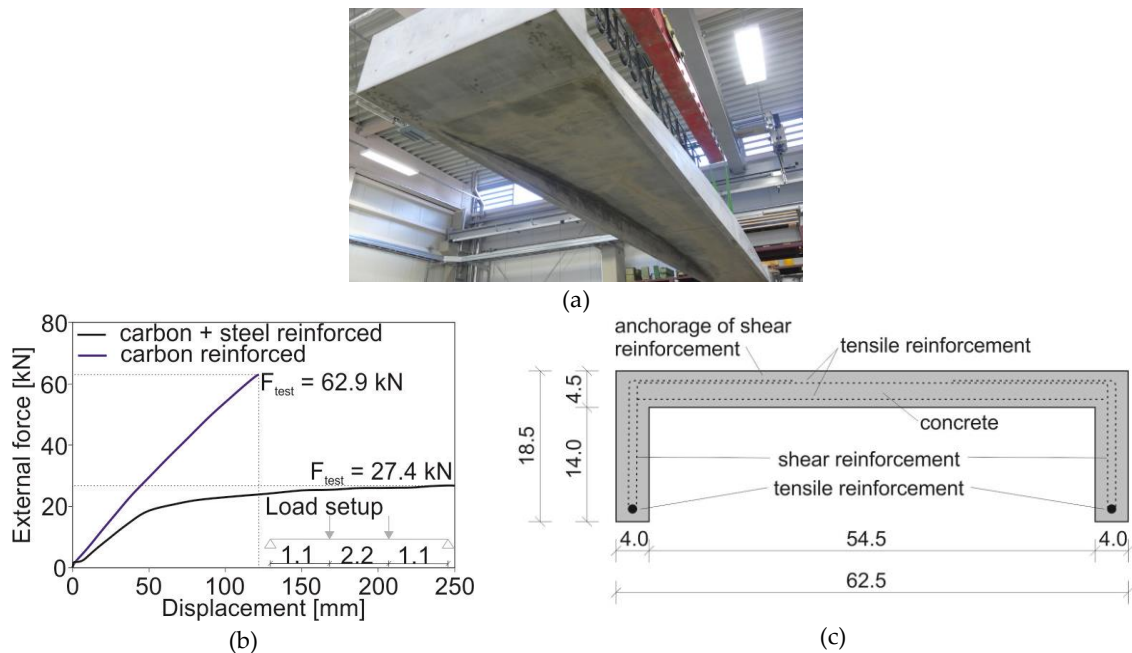 (a)
80
60
40
20
0
External force [kN]
carbon + steel reinforced
carbon reinforced
F_test = 62.9 kN
F_test = 27.4 kN
Load setup
1.1 2.2 1.1
0 50 100 150 200 250
Displacement [mm]
(b)
anchorage of shear
reinforcement
tensile reinforcement
concrete
shear reinforcement
tensile reinforcement
18.5
4.5
14.0
4.0 54.5 4.0
62.5
(c)